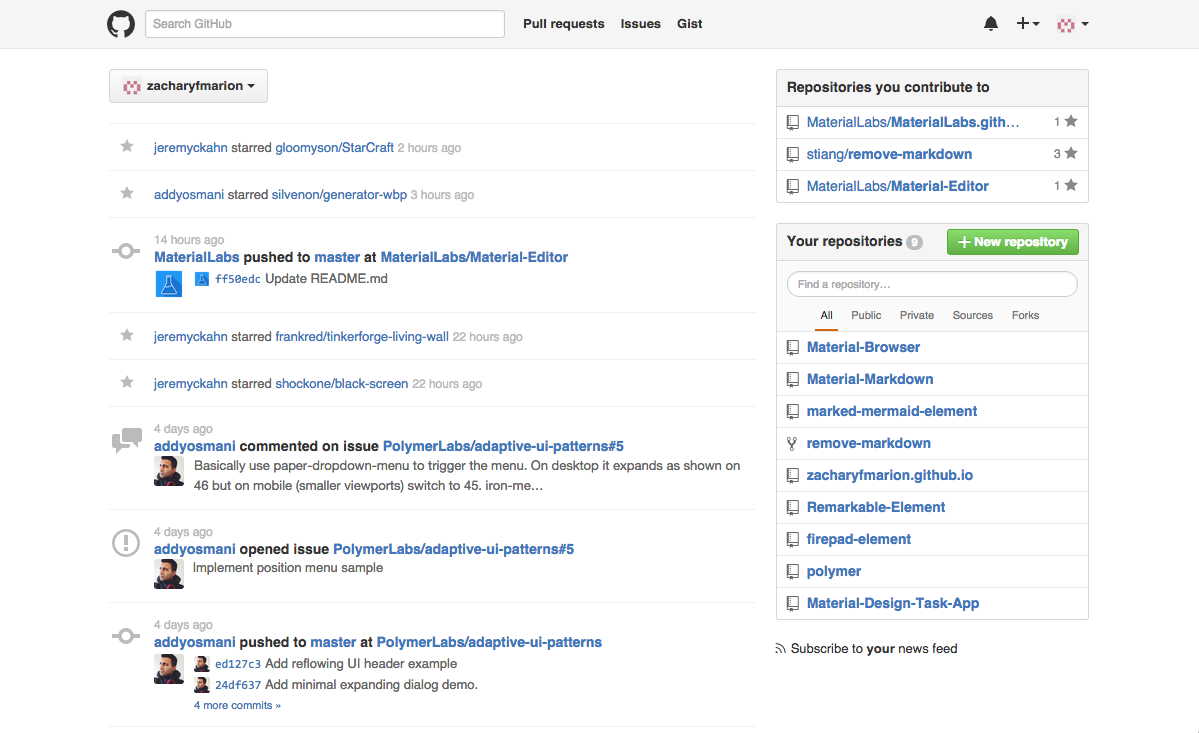 Search GitHub
Pull requests
Issues
Gist
zacharyfmarion
jeremyckahn starred gloomyson/StarCraft 2 hours ago
addyosmani starred silvenon/generator-wbp 3 hours ago
14 hours ago
MaterialLabs pushed to master at MaterialLabs/Material-Editor
ff50edc Update README.md
jeremyckahn starred frankred/tinkerforge-living-wall 22 hours ago
jeremyckahn starred shockone/black-screen 22 hours ago
4 days ago
addyosmani commented on issue PolymerLabs/adaptive-ui-patterns#5
Basically use paper-dropdown-menu to trigger the menu. On desktop it expands as shown on
46 but on mobile (smaller viewports) switch to 45. iron-me…
4 days ago
addyosmani opened issue PolymerLabs/adaptive-ui-patterns#5
Implement position menu sample
4 days ago
addyosmani pushed to master at PolymerLabs/adaptive-ui-patterns
ed127c3 Add reflowing UI header example
24df637 Add minimal expanding dialog demo.
4 more commits »
Repositories you contribute to
MaterialLabs/MaterialLabs.gith… 1
stiang/remove-markdown 3
MaterialLabs/Material-Editor 1
Your repositories 9
New repository
Find a repository…
All Public Private Sources Forks
Material-Browser
Material-Markdown
marked-mermaid-element
remove-markdown
zacharyfmarion.github.io
Remarkable-Element
firepad-element
polymer
Material-Design-Task-App
Subscribe to your news feed